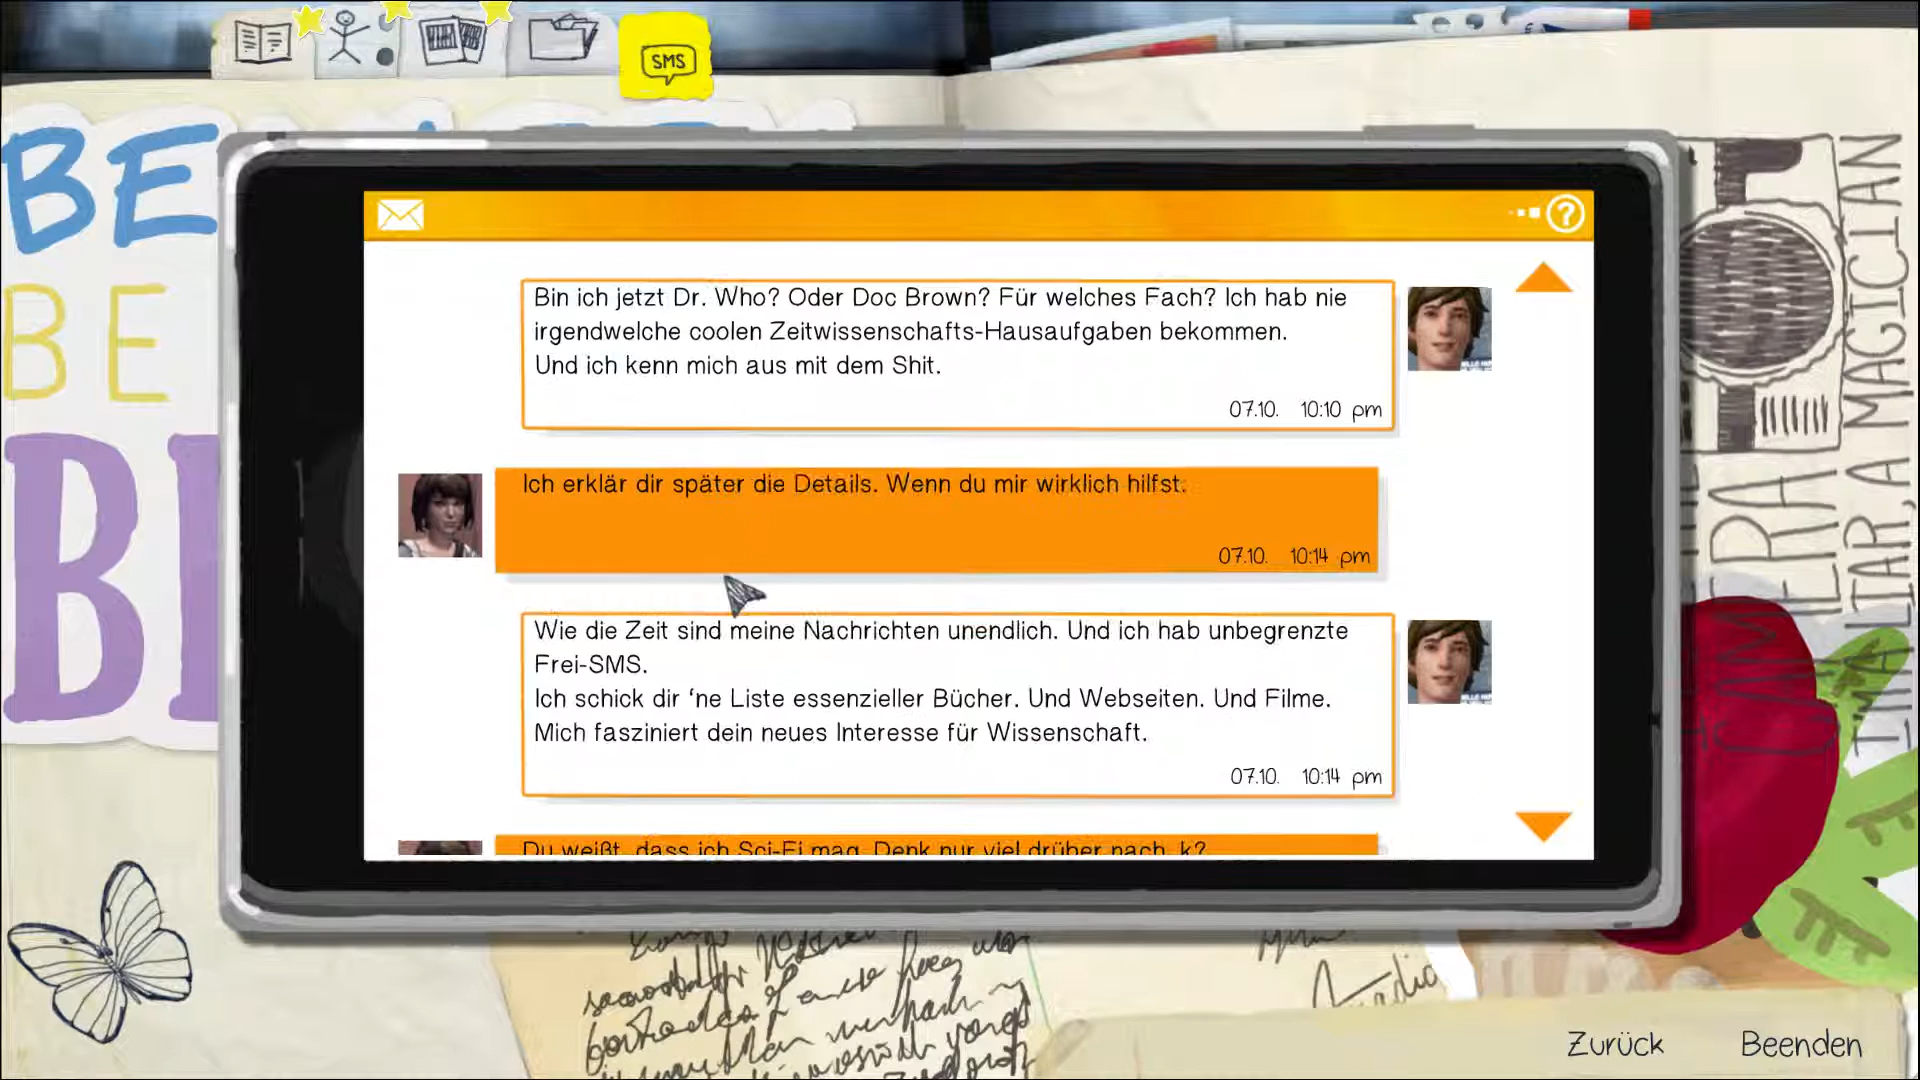 SMS
BE
BE
Bin ich jetzt Dr. Who? Oder Doc Brown? Für welches Fach? Ich hab nie
irgendwelche coolen Zeitwissenschafts-Hausaufgaben bekommen.
Und ich kenn mich aus mit dem Shit.
07.10. 10:10 pm
Ich erklär dir später die Details. Wenn du mir wirklich hilfst.
07.10. 10:14 pm
Wie die Zeit sind meine Nachrichten unendlich. Und ich hab unbegrenzte
Frei-SMS.
Ich schick dir ‘ne Liste essenzieller Bücher. Und Webseiten. Und Filme.
Mich fasziniert dein neues Interesse für Wissenschaft.
07.10. 10:14 pm
Du weißt, dass ich Sci-Fi mag. Denk nur viel drüber nach, k?
A MAGICIAN
Zurück
Beenden